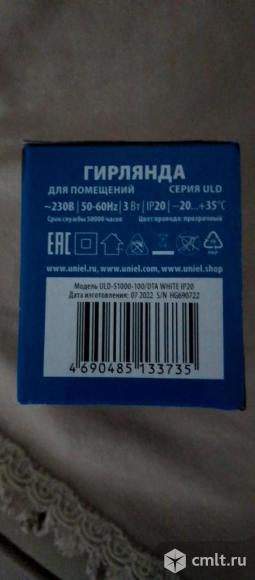 ГИРЛЯНДА
ДЛЯ ПОМЕЩЕНИЙ СЕРИЯ ULD
~230В | 50-60Hz | 3 Вт | IP20 | –20...+35°C
Срок службы 50000 часов Цвет провода: прозрачный
EAC
PAP
www.uniel.ru, www.uniel.com, www.uniel.shop
Модель ULD-S1000-100/DTA WHITE IP20
Дата изготовления: 07 2022 S/N HG690722
4 690485 133735
cmlt.ru